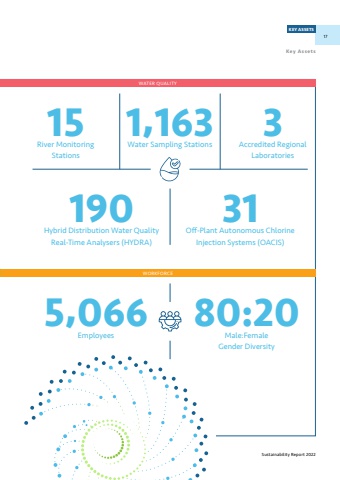 KEY ASSETS
17
Key Assets
WATER QUALITY
15
River Monitoring
Stations
1,163
Water Sampling Stations
3
Accredited Regional
Laboratories
190
Hybrid Distribution Water Quality
Real-Time Analysers (HYDRA)
31
Off-Plant Autonomous Chlorine
Injection Systems (OACIS)
WORKFORCE
5,066
Employees
80:20
Male:Female
Gender Diversity
Sustainability Report 2022